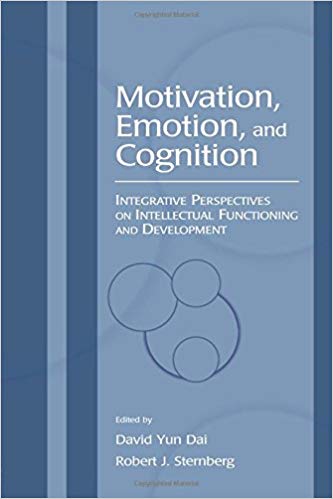 Motivation,
Emotion, and
Cognition
INTEGRATIVE PERSPECTIVES
ON INTELLECTUAL FUNCTIONING
AND DEVELOPMENT
Edited by
David Yun Dai
Robert J. Sternberg